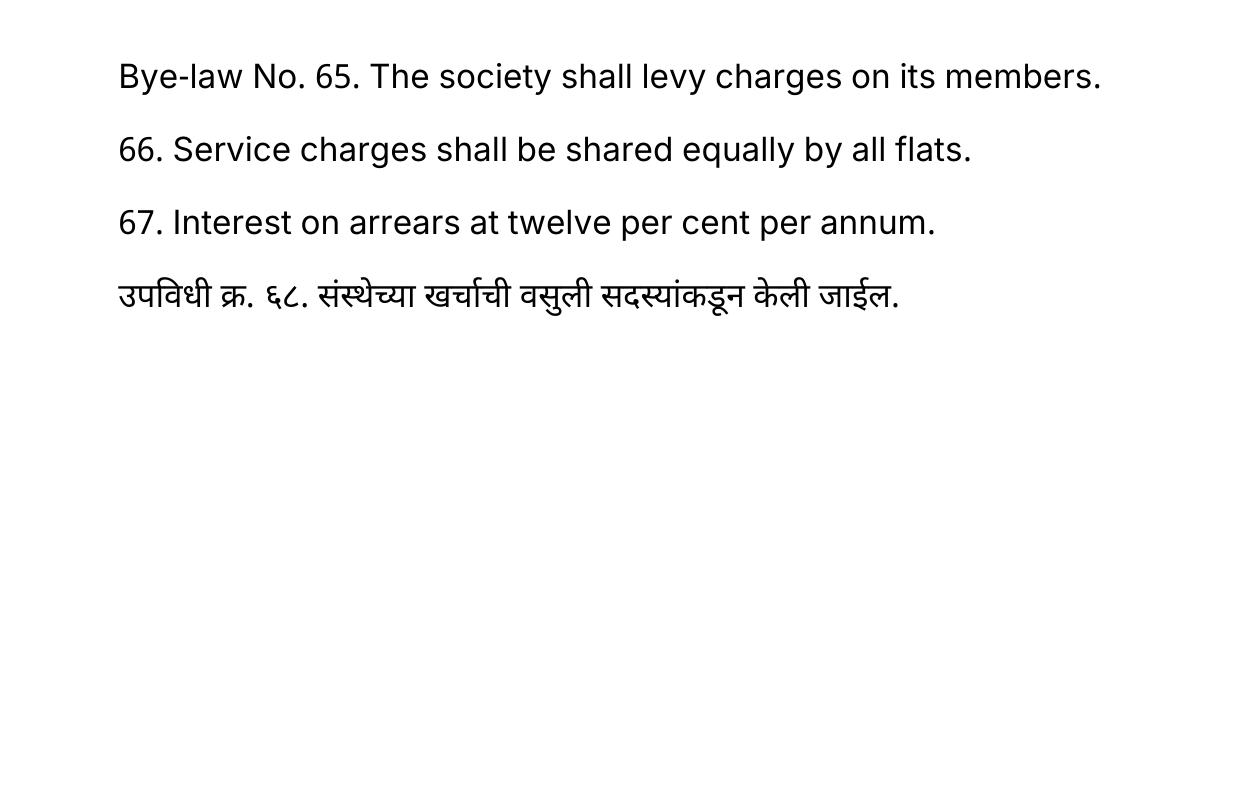 Bye-law No. 65. The society shall levy charges on its members.
66. Service charges shall be shared equally by all flats.
67. Interest on arrears at twelve per cent per annum.
उपविधी क्र. ६८. संस्थेच्या खर्चाची वसुली सदस्यांकडून केली जाईल.